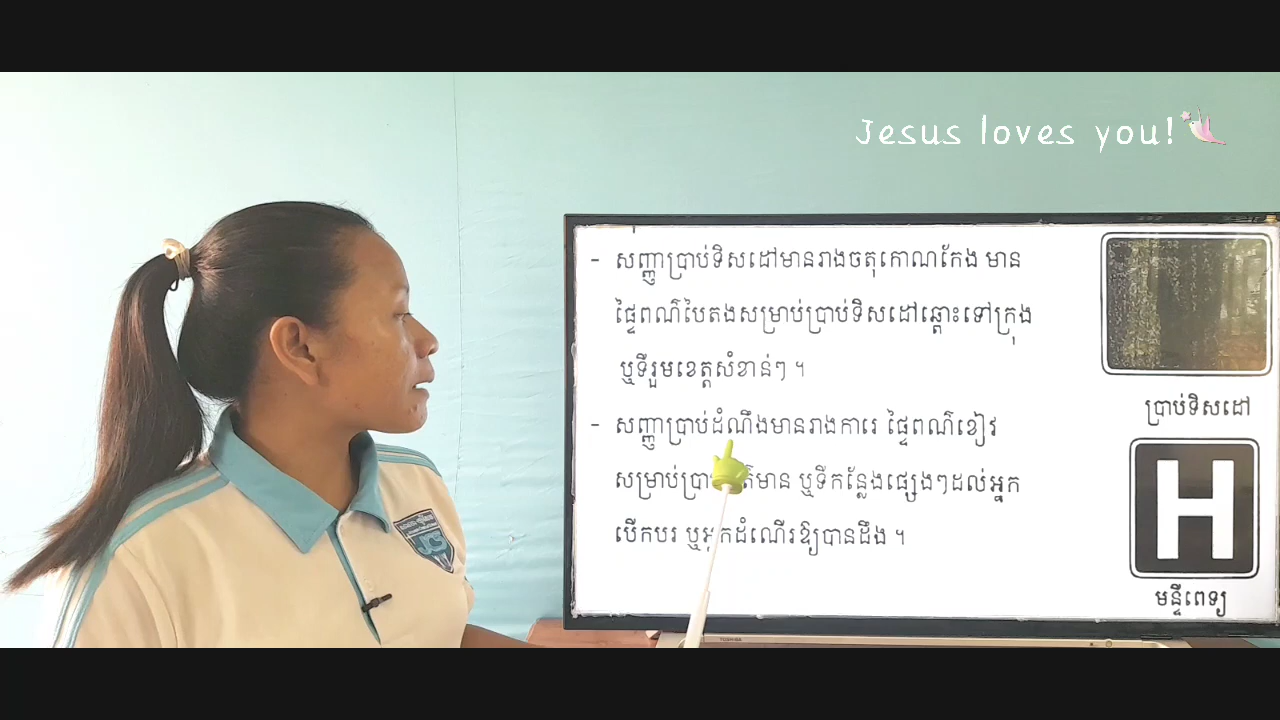 Jesus loves you!
- សញ្ញាប្រាប់ទិសដៅមានរាងចតុកោណកែង មាន
ផ្ទៃពណ៌បៃតងសម្រាប់ប្រាប់ទិសដៅឆ្ពោះទៅក្រុង
ឬទីរួមខេត្តសំខាន់ៗ ។
- សញ្ញាប្រាប់ដំណឹងមានរាងការេ ផ្ទៃពណ៌ខៀវ
សម្រាប់ មាន ឬទីកន្លែងផ្សេងៗដល់អ្នក
បើកបរ ឬអ្នកដំណើរឱ្យបានដឹង ។
ប្រាប់ទិសដៅ
H
មន្ទីពេទ្យ
JCS
TOSHIBA